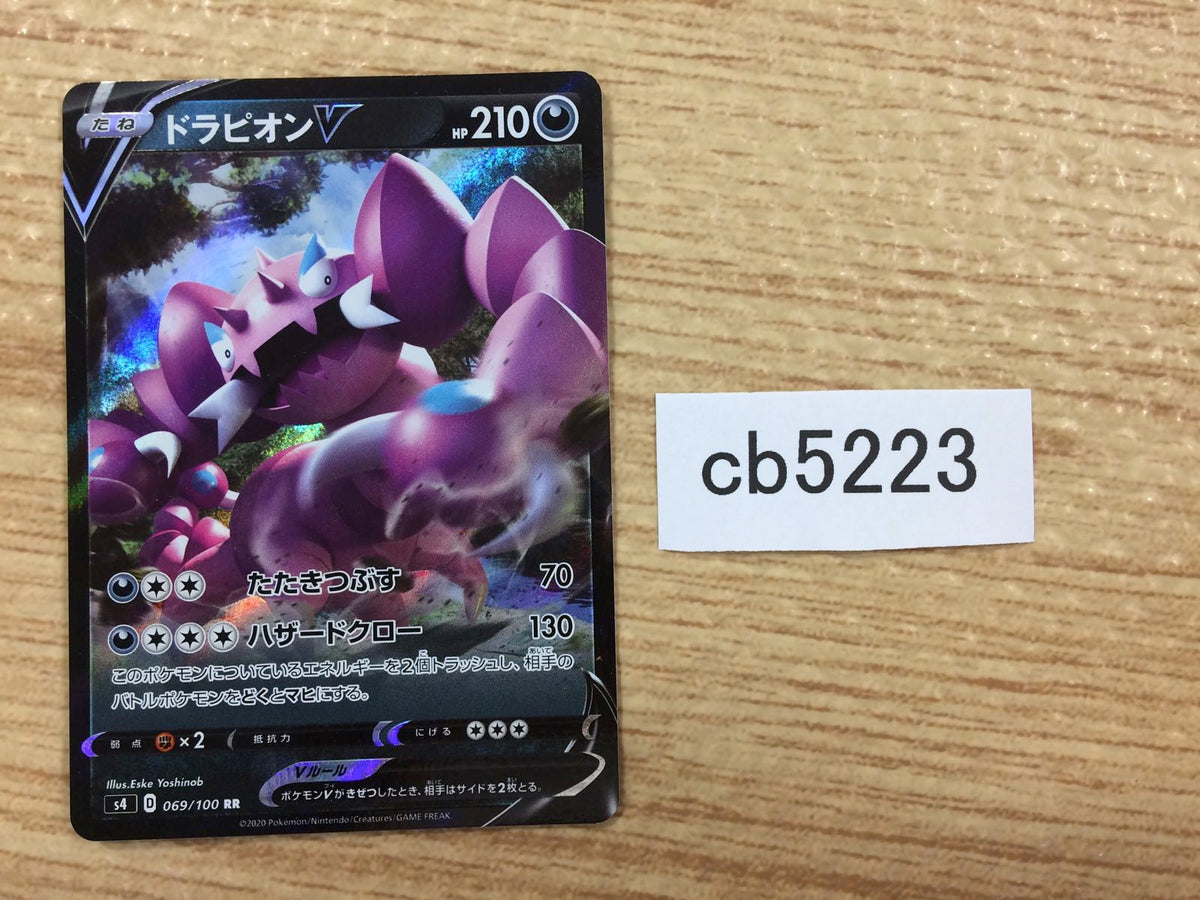 たね ドラピオンV HP210
たたきつぶす 70
ハザードクロー 130
このポケモンについているエネルギーを2個トラッシュし、相手の
バトルポケモンをどくとマヒにする。
弱点 ×2 抵抗力 にげる
Vルール
ポケモンVがきぜつしたとき、相手はサイドを2枚とる。
Illus.Eske Yoshinob
s4 D 069/100 RR
©2020 Pokémon/Nintendo/Creatures/GAME FREAK.
cb5223